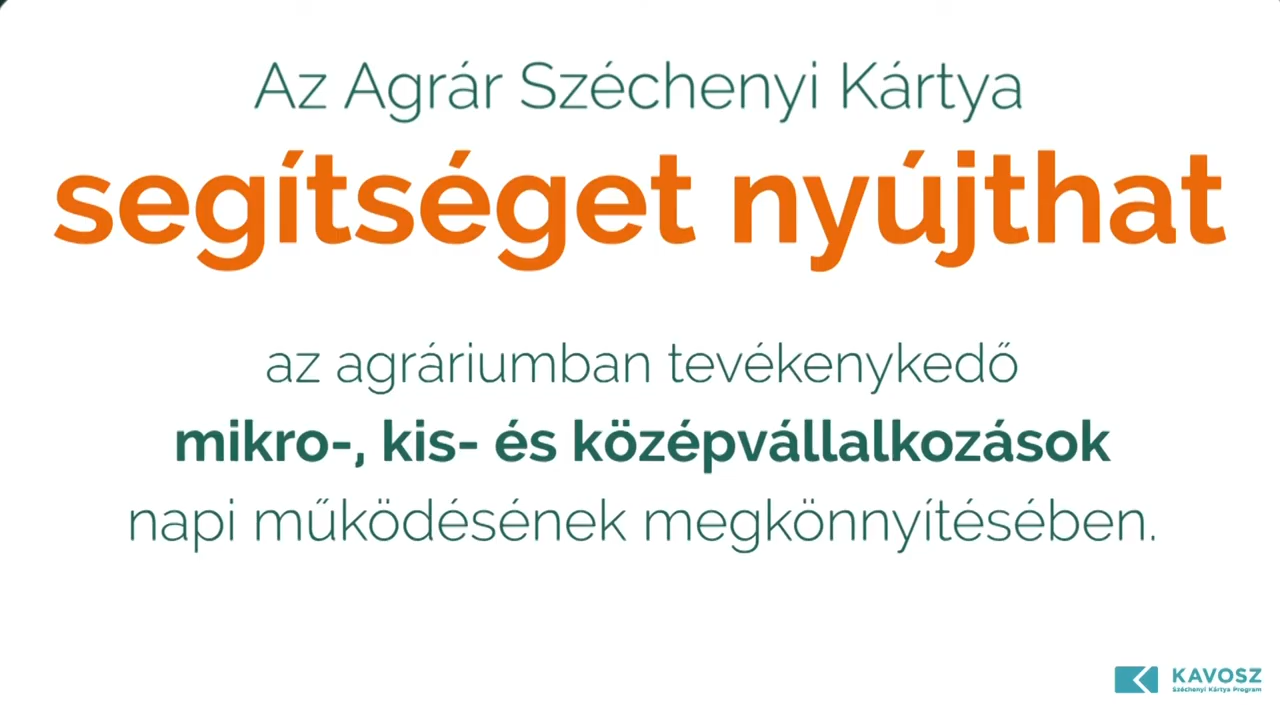 Az Agrár Széchenyi Kártya
segítséget nyújthat
az agráriumban tevékenykedő
mikro-, kis- és középvállalkozások
napi működésének megkönnyítésében.
KAVOSZ
Széchenyi Kártya Program